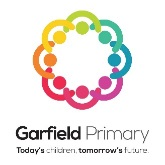 Garfield Primary
Today's children, tomorrow's future.